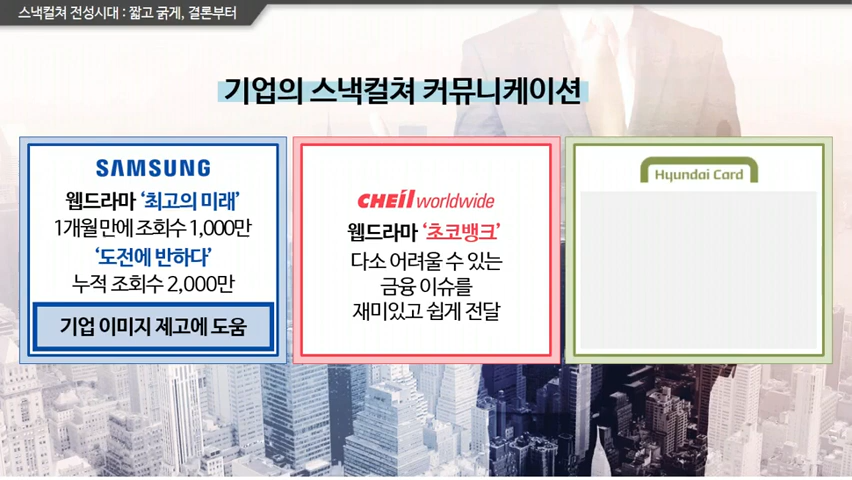 스낵컬쳐 전성시대 : 짧고 굵게, 결론부터
기업의 스낵컬쳐 커뮤니케이션
SAMSUNG
웹드라마 ‘최고의 미래’
1개월 만에 조회수 1,000만
‘도전에 반하다’
누적 조회수 2,000만
기업 이미지 제고에 도움
CHEil worldwide
웹드라마 ‘초코뱅크’
다소 어려울 수 있는
금융 이슈를
재미있고 쉽게 전달
Hyundai Card